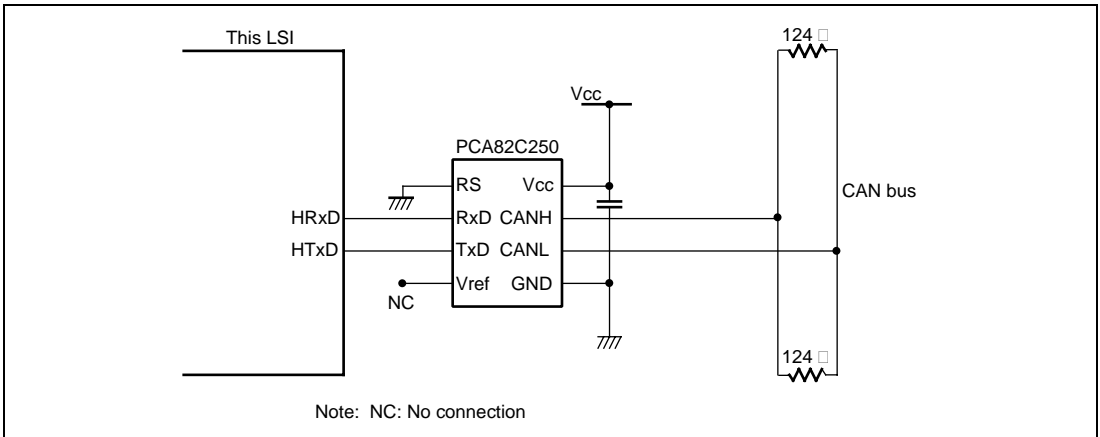 This LSI
124 □
Vcc
PCA82C250
RS Vcc
CAN bus
HRxD RxD CANH
HTxD TxD CANL
Vref GND
NC
124 □
Note: NC: No connection